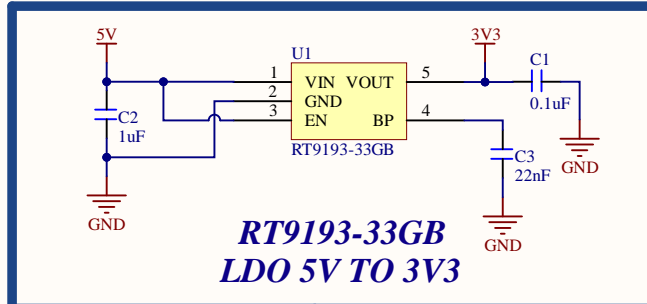 5V
3V3
U1
C1
1
VIN
VOUT
5
2
GND
3
EN
BP
4
0.1uF
C2
1uF
RT9193-33GB
C3
22nF
GND
GND
GND
RT9193-33GB
LDO 5V TO 3V3